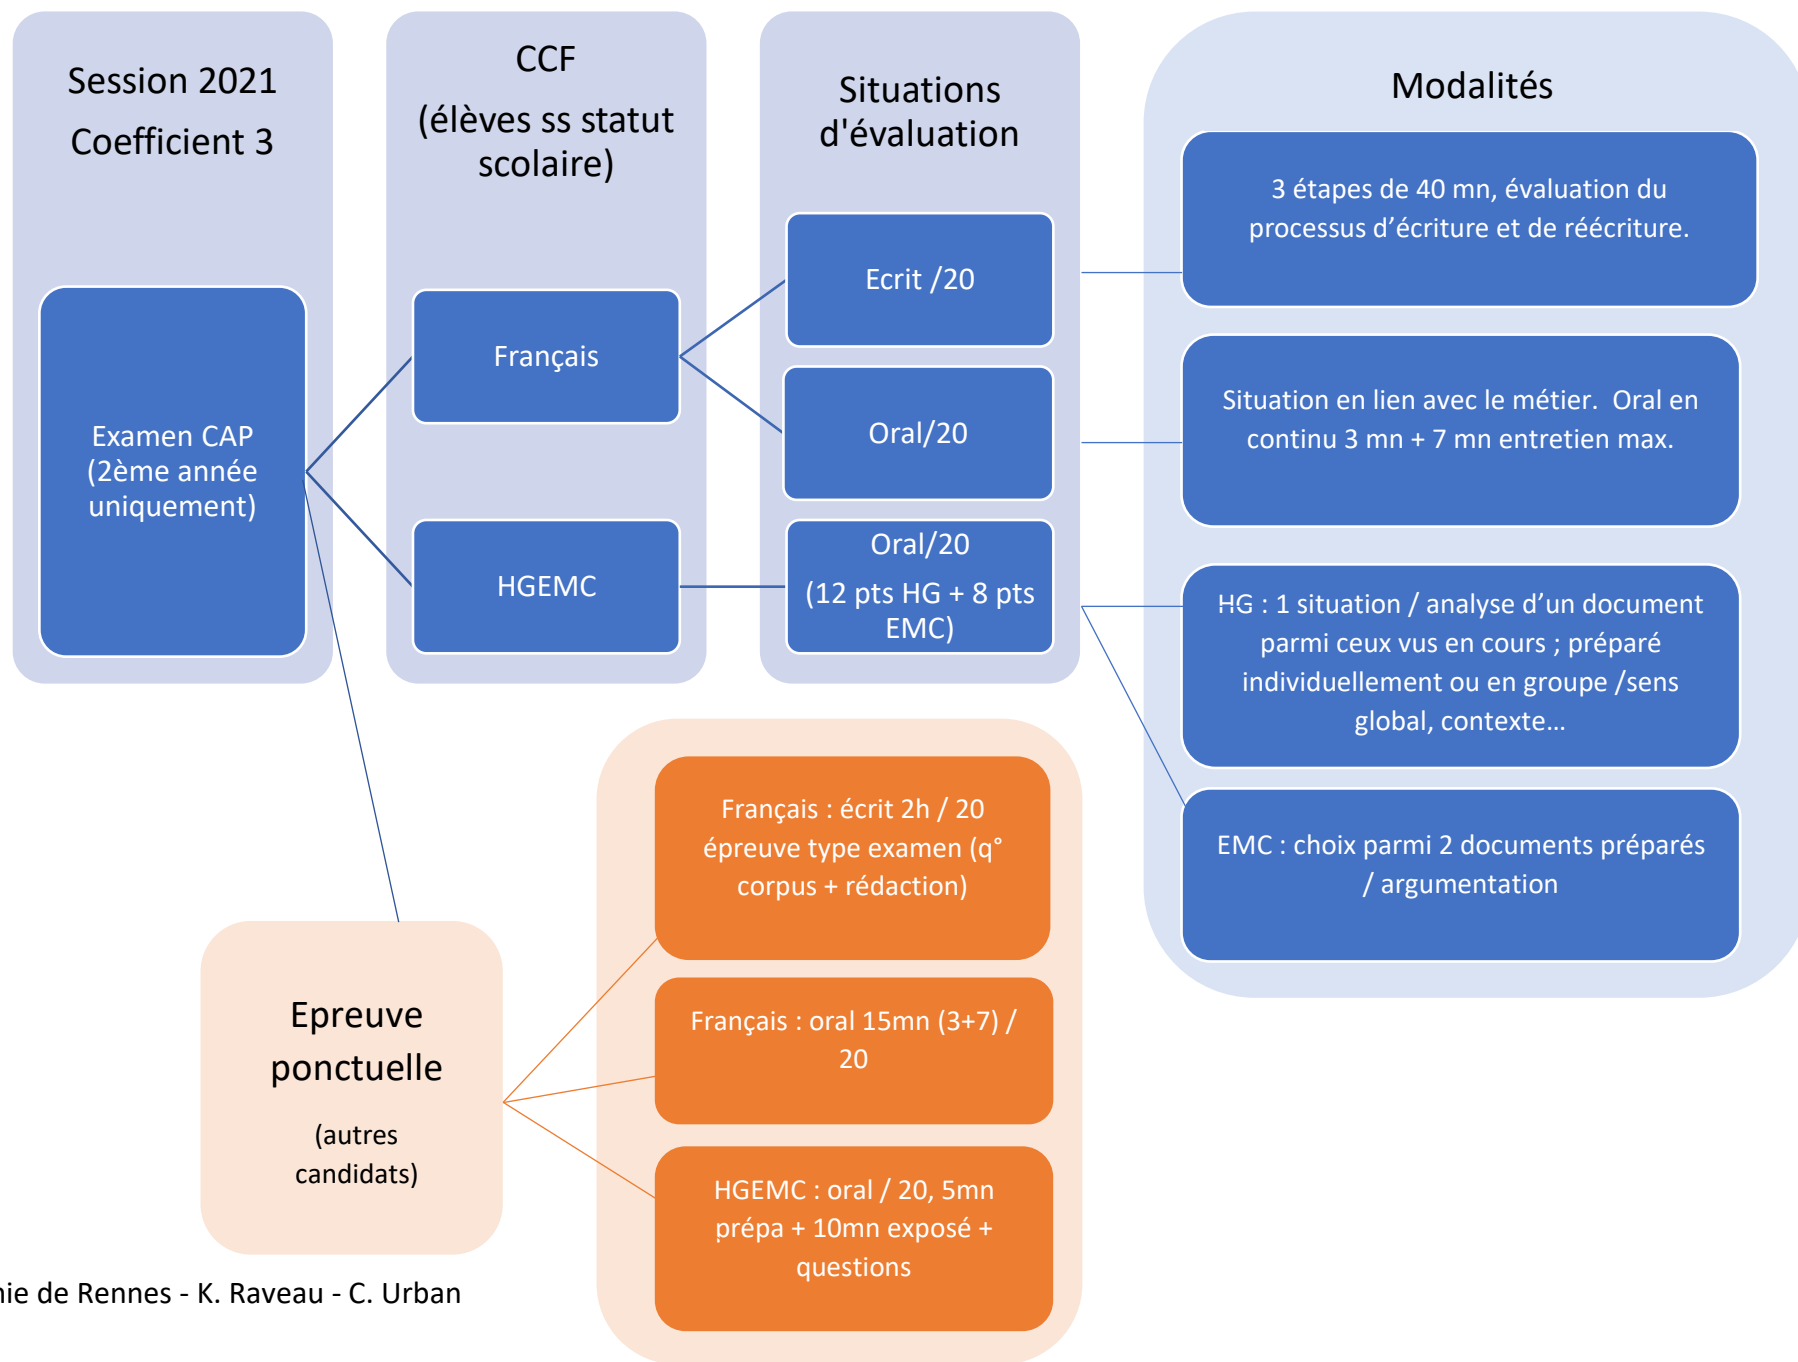 Session 2021
Coefficient 3
Examen CAP
(2ème année
uniquement)
CCF
(élèves ss statut
scolaire)
Français
HGEMC
Situations
d'évaluation
Ecrit /20
Oral/20
Oral/20
(12 pts HG + 8 pts
EMC)
Modalités
3 étapes de 40 mn, évaluation du
processus d’écriture et de réécriture.
Situation en lien avec le métier.  Oral en
continu 3 mn + 7 mn entretien max.
HG : 1 situation / analyse d’un document
parmi ceux vus en cours ; préparé
individuellement ou en groupe /sens
global, contexte…
EMC : choix parmi 2 documents préparés
/ argumentation
Epreuve
ponctuelle
(autres
candidats)
Français : écrit 2h / 20
épreuve type examen (q°
corpus + rédaction)
Français : oral 15mn (3+7) /
20
HGEMC : oral / 20, 5mn
prépa + 10mn exposé +
questions
de Rennes - K. Raveau - C. Urban